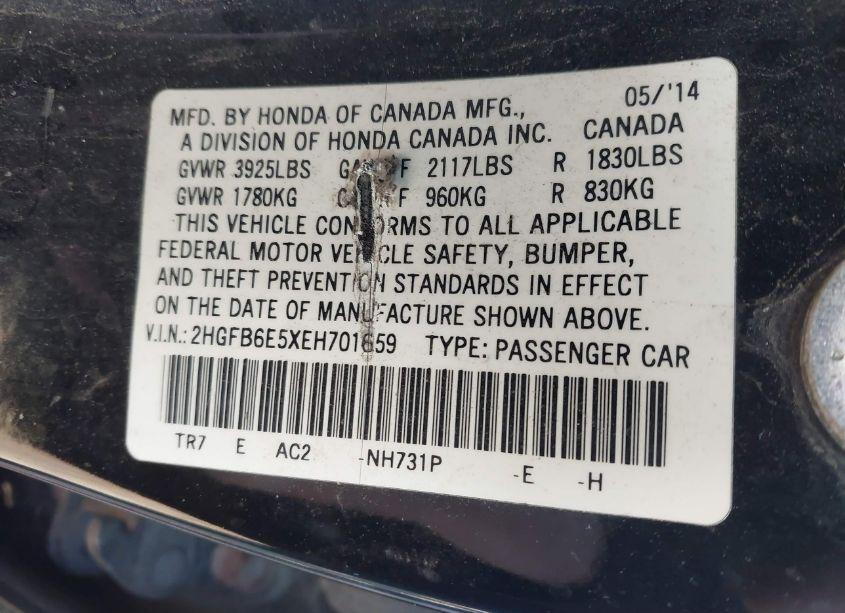 MFD. BY HONDA OF CANADA MFG., 05/'14
A DIVISION OF HONDA CANADA INC. CANADA
GVWR 3925LBS F 2117LBS R 1830LBS
GVWR 1780KG F 960KG R 830KG
THIS VEHICLE CONFORMS TO ALL APPLICABLE
FEDERAL MOTOR VEHICLE SAFETY, BUMPER,
AND THEFT PREVENTION STANDARDS IN EFFECT
ON THE DATE OF MANUFACTURE SHOWN ABOVE.
V.I.N.: 2HGFB6E5XEH701659 TYPE: PASSENGER CAR
TR7 E AC2 -NH731P -E -H